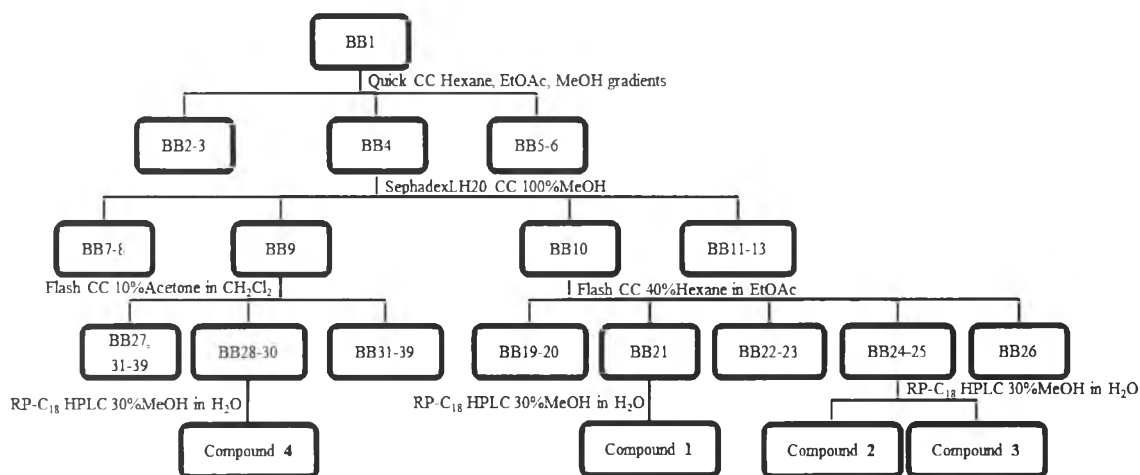 BB1
Quick CC Hexane, EtOAc, MeOH gradients
BB2-3
BB4
BB5-6
SephadexLH20 CC 100%MeOH
BB7-8
BB9
BB10
BB11-13
Flash CC 10%Acetone in CH₂Cl₂
Flash CC 40%Hexane in EtOAc
BB27,
31-39
BB28-30
BB31-39
BB19-20
BB21
BB22-23
BB24-25
BB26
RP-C₁₈ HPLC 30%MeOH in H₂O
RP-C₁₈ HPLC 30%MeOH in H₂O
RP-C₁₈ HPLC 30%MeOH in H₂O
Compound 4
Compound 1
Compound 2
Compound 3